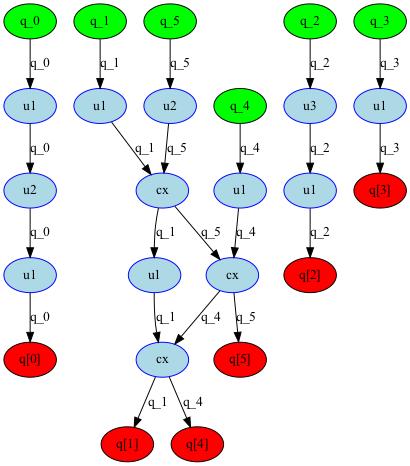 q_0 q_1 q_5 q_2 q_3
q_0 q_1 q_5 q_2 q_3
u1 u1 u2 q_4 u3 u1
q_0 q_1 q_5 q_4 q_2 q_3
u2 cx u1 u1 q[3]
q_0 q_1 q_5 q_4 q_2
u1 u1 cx q[2]
q_0 q_1 q_4 q_5
q[0] cx q[5]
q_1 q_4
q[1] q[4]